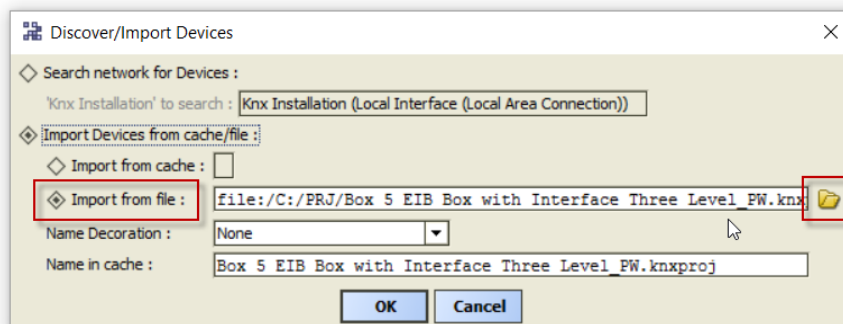 Discover/Import Devices
Search network for Devices :
'Knx Installation' to search : Knx Installation (Local Interface (Local Area Connection))
Import Devices from cache/file :
Import from cache :
Import from file : file:/C:/PRJ/Box 5 EIB Box with Interface Three Level_PW.knx
Name Decoration : None
Name in cache : Box 5 EIB Box with Interface Three Level_PW.knxproj
OK Cancel